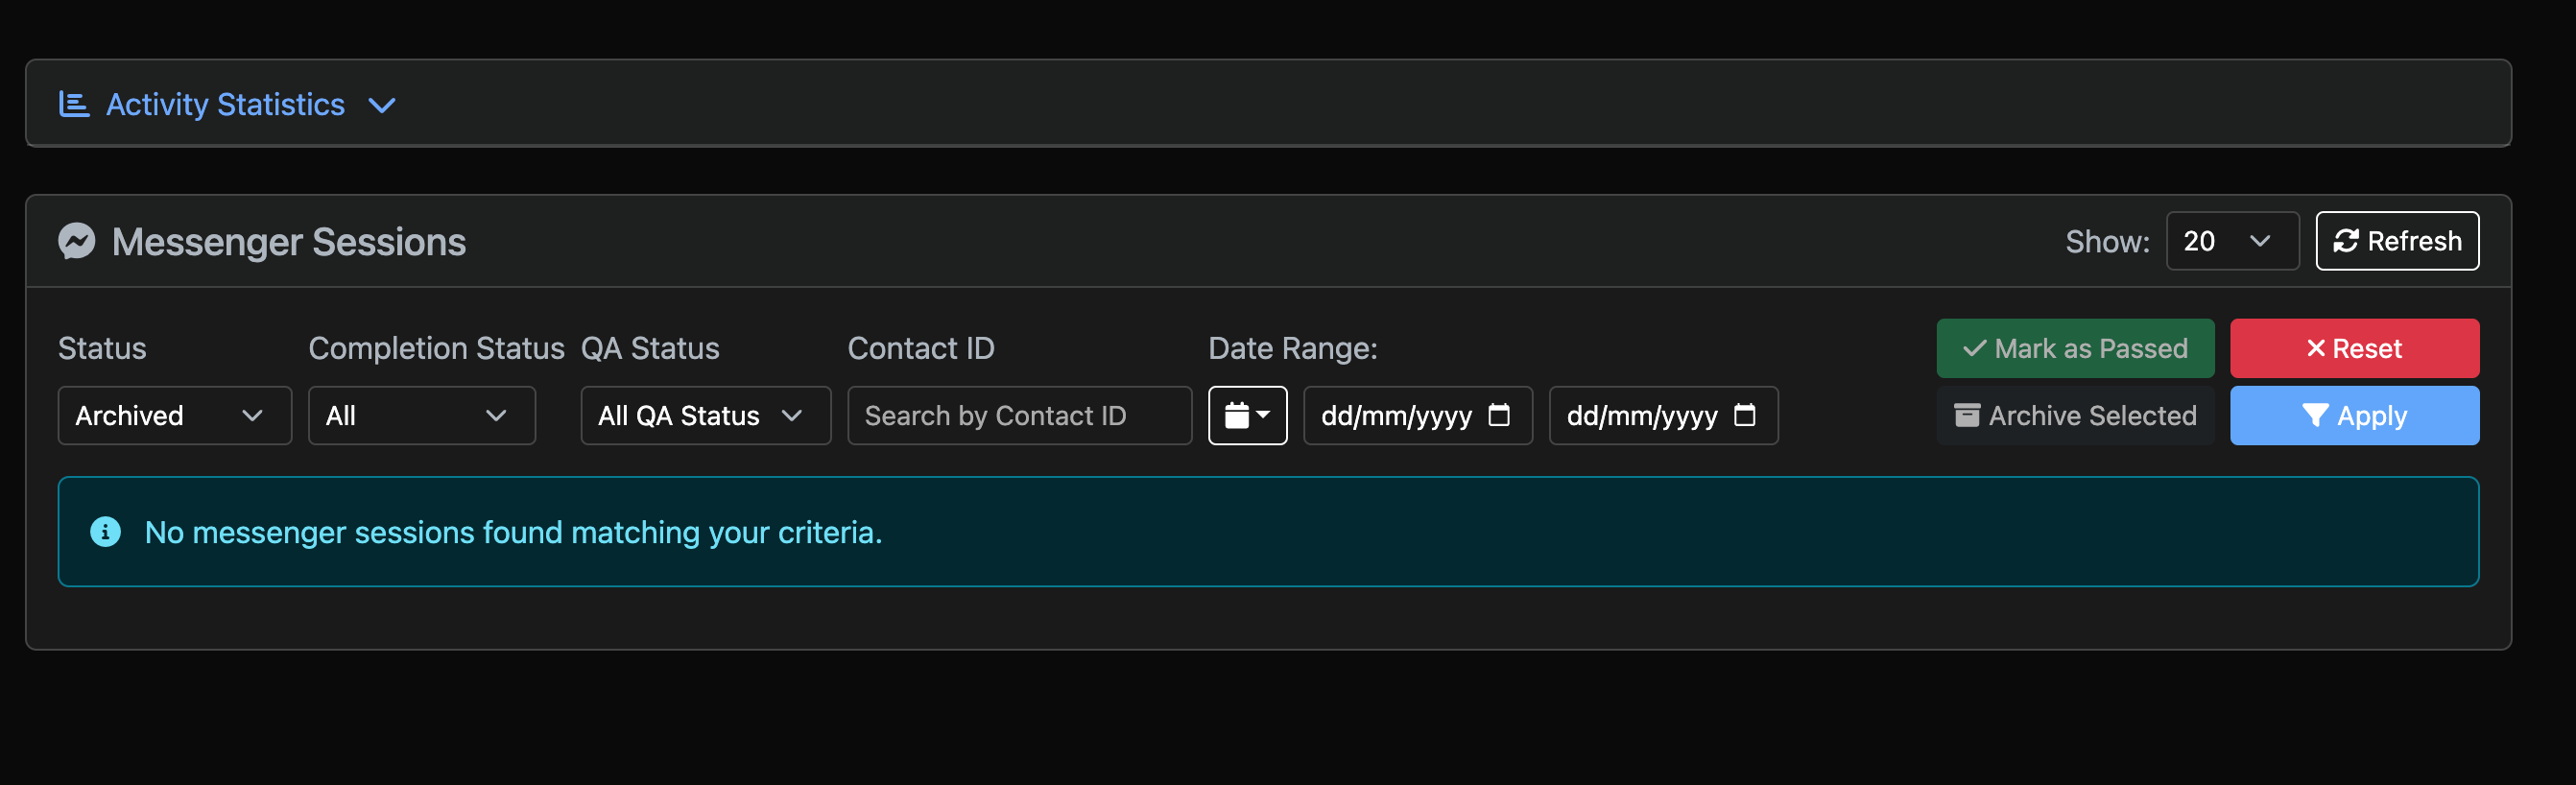 Activity Statistics
Messenger Sessions
Show: 20 Refresh
Status Completion Status QA Status Contact ID Date Range: Mark as Passed Reset
Archived All All QA Status Search by Contact ID dd/mm/yyyy dd/mm/yyyy Archive Selected Apply
No messenger sessions found matching your criteria.